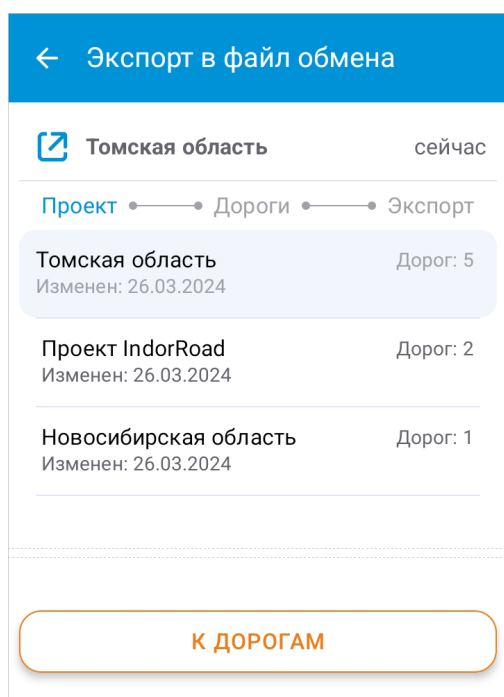 Экспорт в файл обмена
Томская область сейчас
Проект Дороги Экспорт
Томская область Дорог: 5
Изменен: 26.03.2024
Проект IndorRoad Дорог: 2
Изменен: 26.03.2024
Новосибирская область Дорог: 1
Изменен: 26.03.2024
К ДОРОГАМ